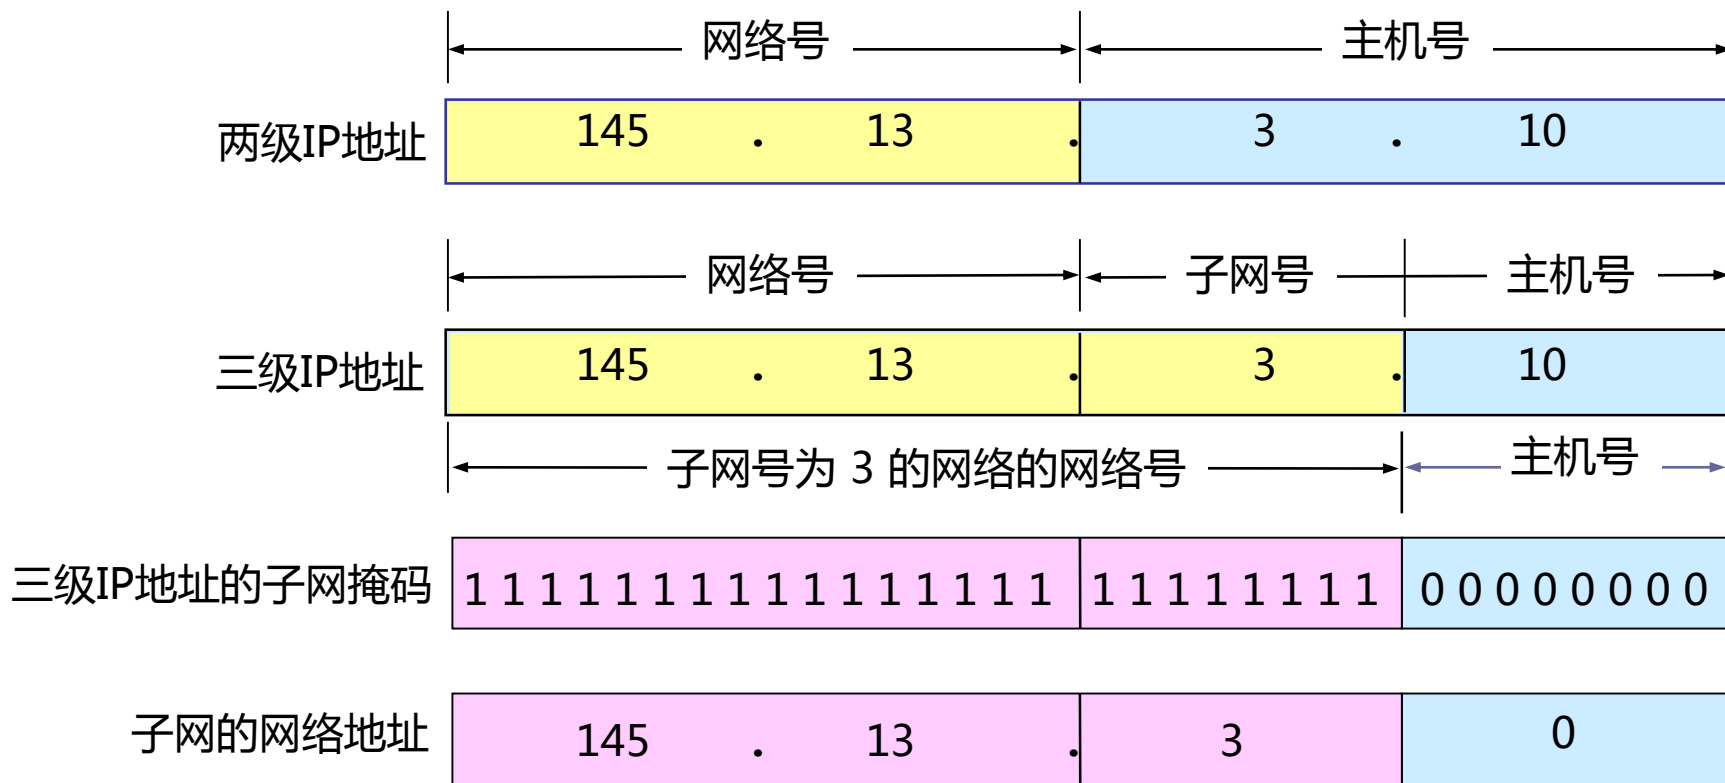 网络号 主机号
两级IP地址 145 . 13 . 3 . 10
网络号 子网号 主机号
三级IP地址 145 . 13 . 3 . 10
子网号为 3 的网络的网络号 主机号
三级IP地址的子网掩码 1 1 1 1 1 1 1 1 1 1 1 1 1 1 1 1 1 1 1 1 1 1 1 1 0 0 0 0 0 0 0 0
子网的网络地址 145 . 13 . 3 0